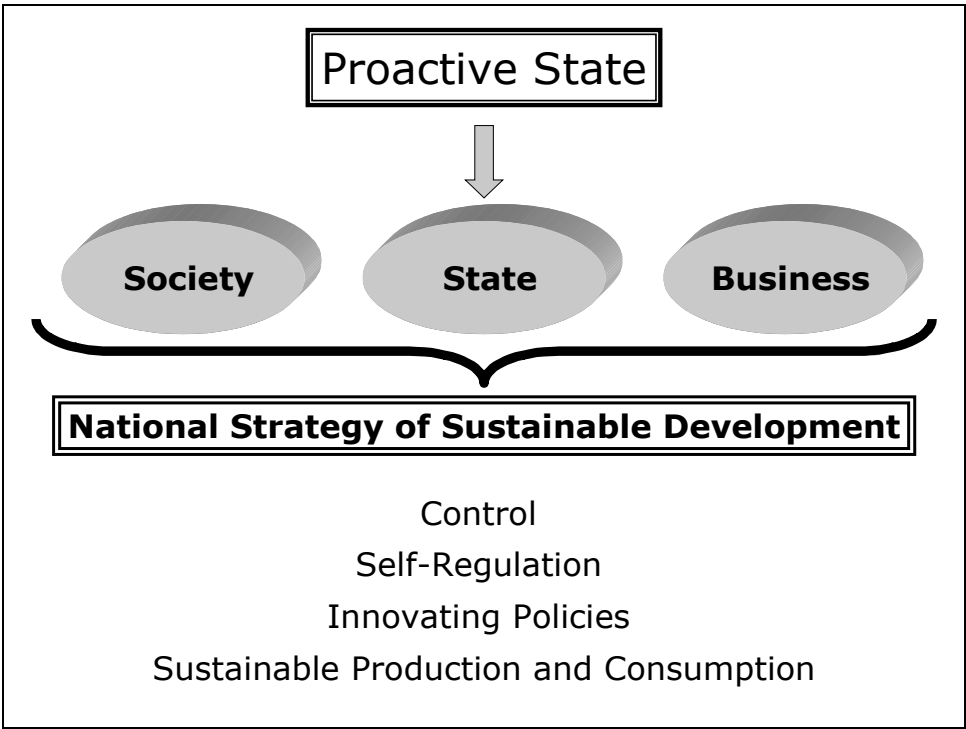 Proactive State
Society State Business
National Strategy of Sustainable Development
Control
Self-Regulation
Innovating Policies
Sustainable Production and Consumption